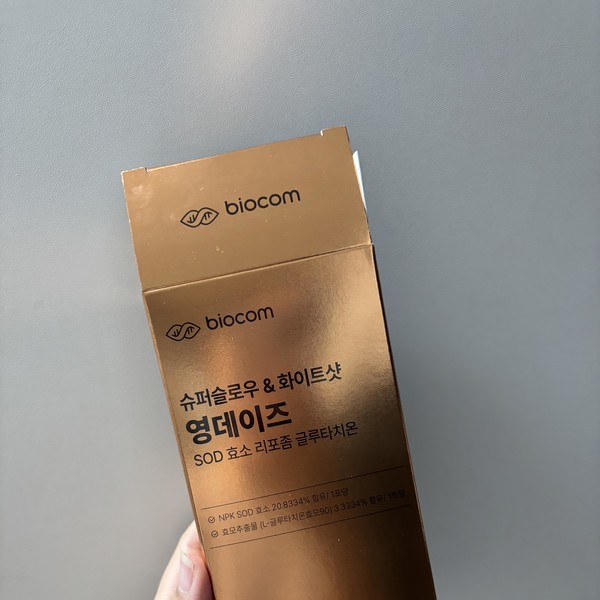 biocom
biocom
슈퍼슬로우 & 화이트샷
영데이즈
SOD 효소 리포좀 글루타치온
NPK SOD 효소 20.8334% 함유/ 1포당
효모추출물 (L-글루타치온효모90) 3.3334% 함유/ 1포당